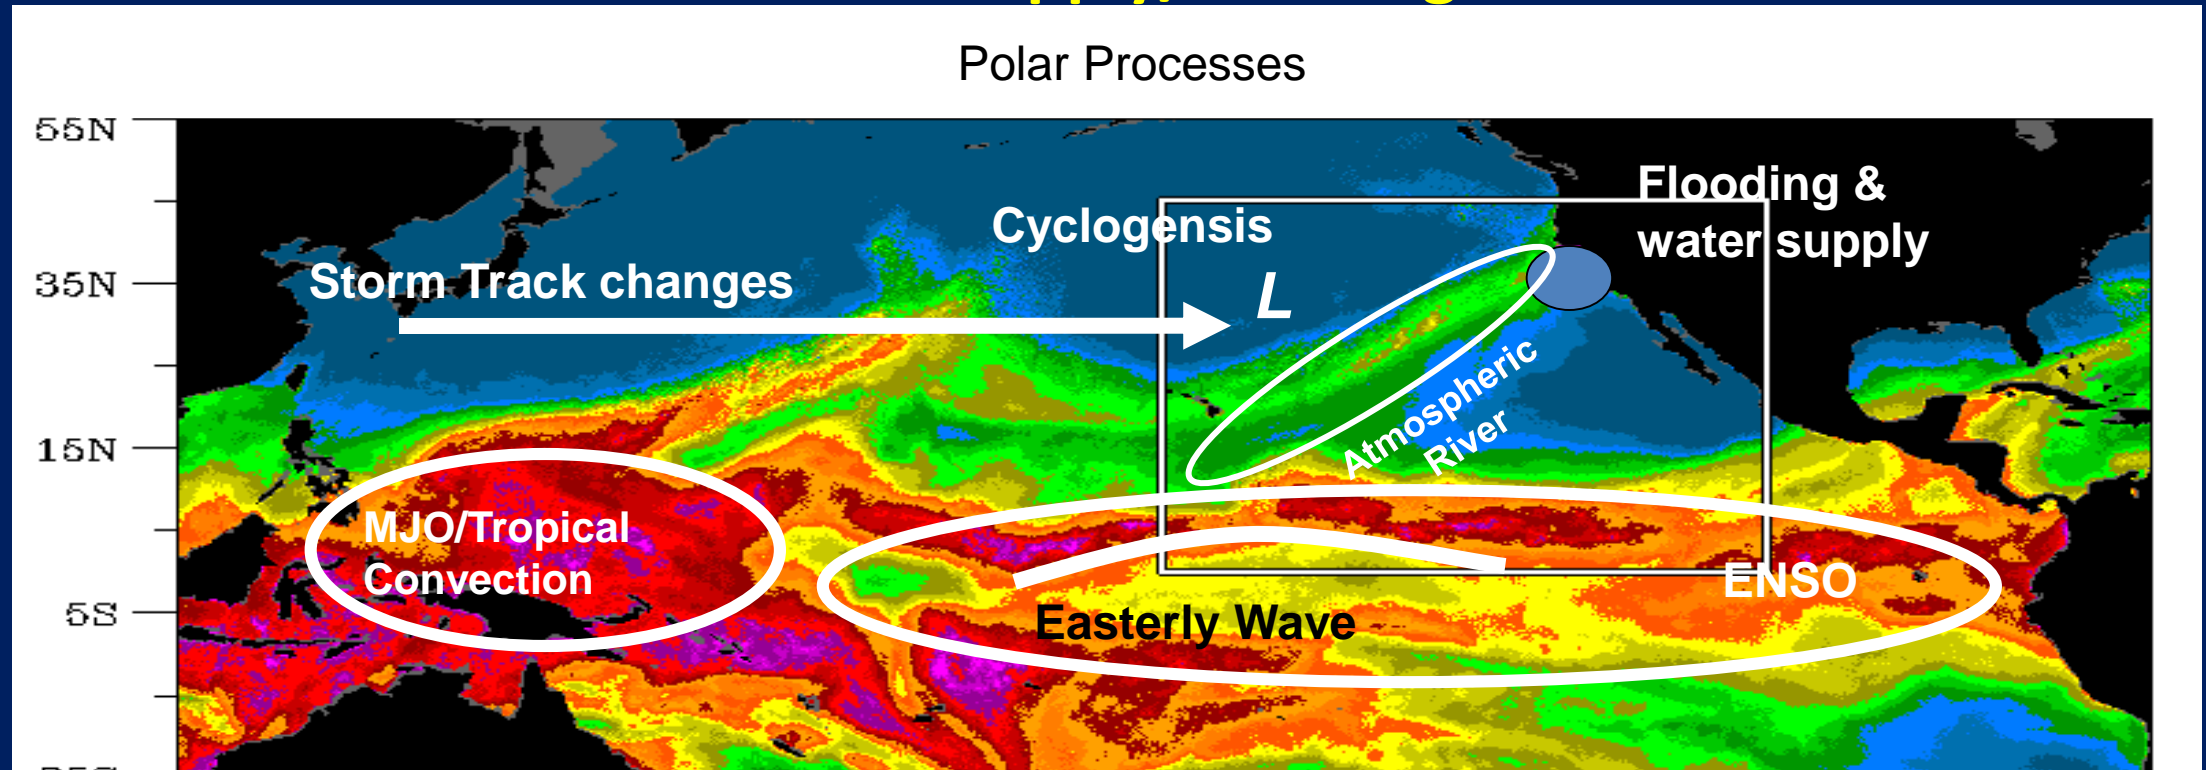 Polar Processes
55N
Flooding &
water supply
Cyclogensis
Storm Track changes
35N
L
Atmospheric
River
15N
MJO/Tropical
Convection
ENSO
5S
Easterly Wave